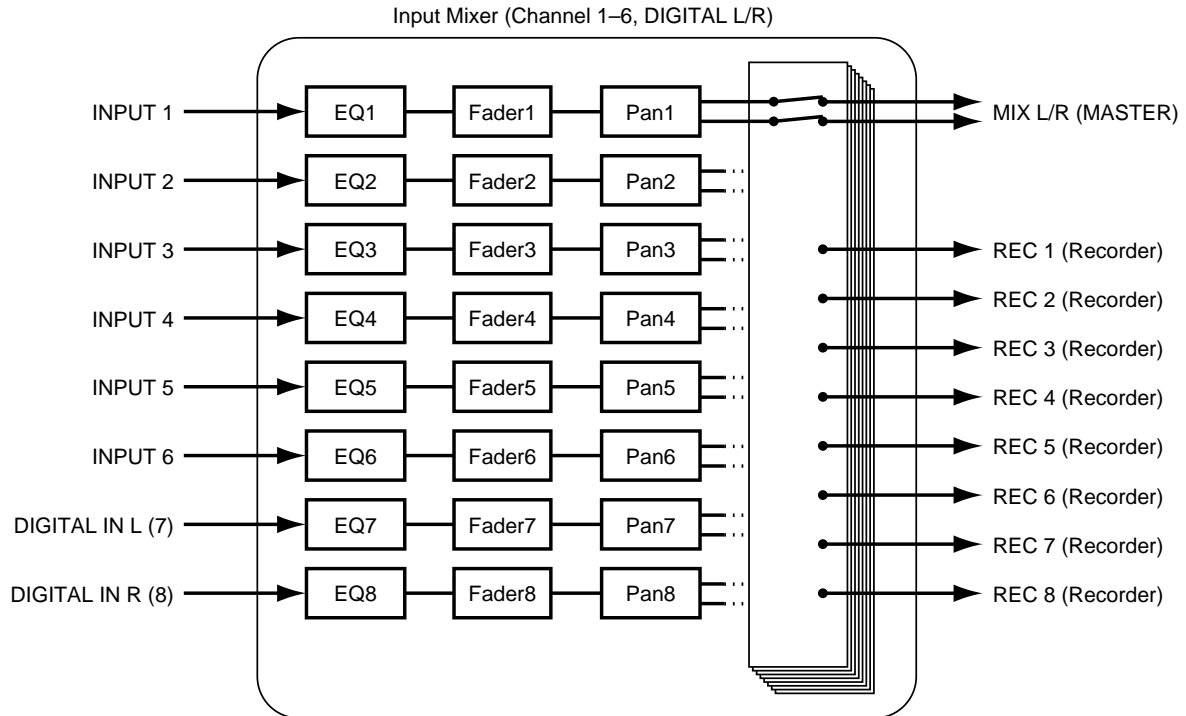 Input Mixer (Channel 1–6, DIGITAL L/R)
INPUT 1 EQ1 Fader1 Pan1 MIX L/R (MASTER)
INPUT 2 EQ2 Fader2 Pan2
INPUT 3 EQ3 Fader3 Pan3 REC 1 (Recorder)
REC 2 (Recorder)
INPUT 4 EQ4 Fader4 Pan4
REC 3 (Recorder)
INPUT 5 EQ5 Fader5 Pan5
REC 4 (Recorder)
REC 5 (Recorder)
INPUT 6 EQ6 Fader6 Pan6
REC 6 (Recorder)
DIGITAL IN L (7) EQ7 Fader7 Pan7
REC 7 (Recorder)
DIGITAL IN R (8) EQ8 Fader8 Pan8 REC 8 (Recorder)